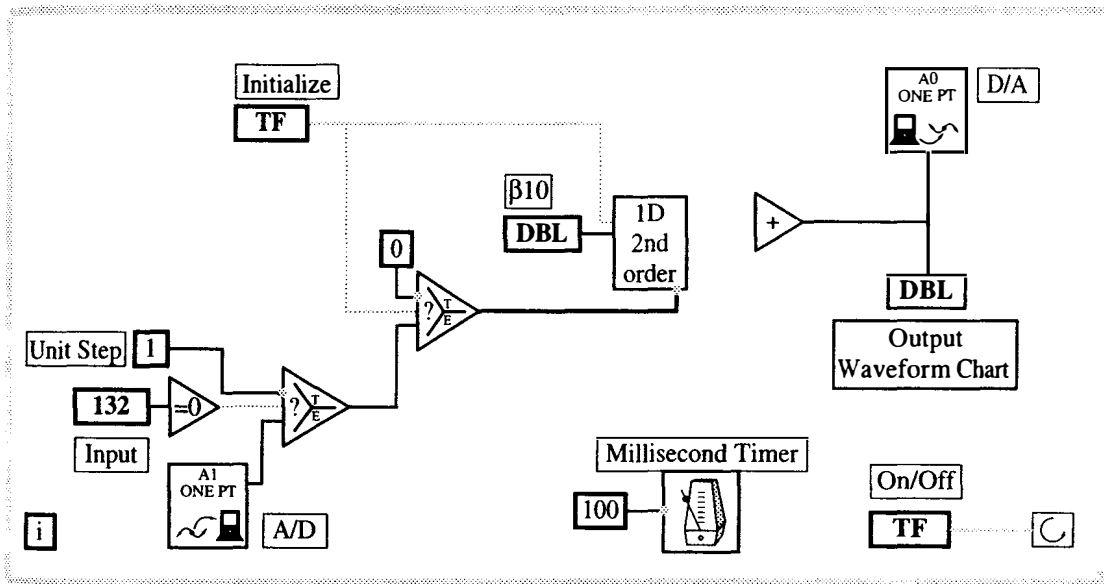 Initialize
TF
A0
ONE PT
D/A
β10
DBL
1D
2nd
order
+
0
?
T
E
DBL
Output
Waveform Chart
Unit Step
1
132
=0
?
T
E
Input
A1
ONE PT
A/D
i
Millisecond Timer
100
On/Off
TF